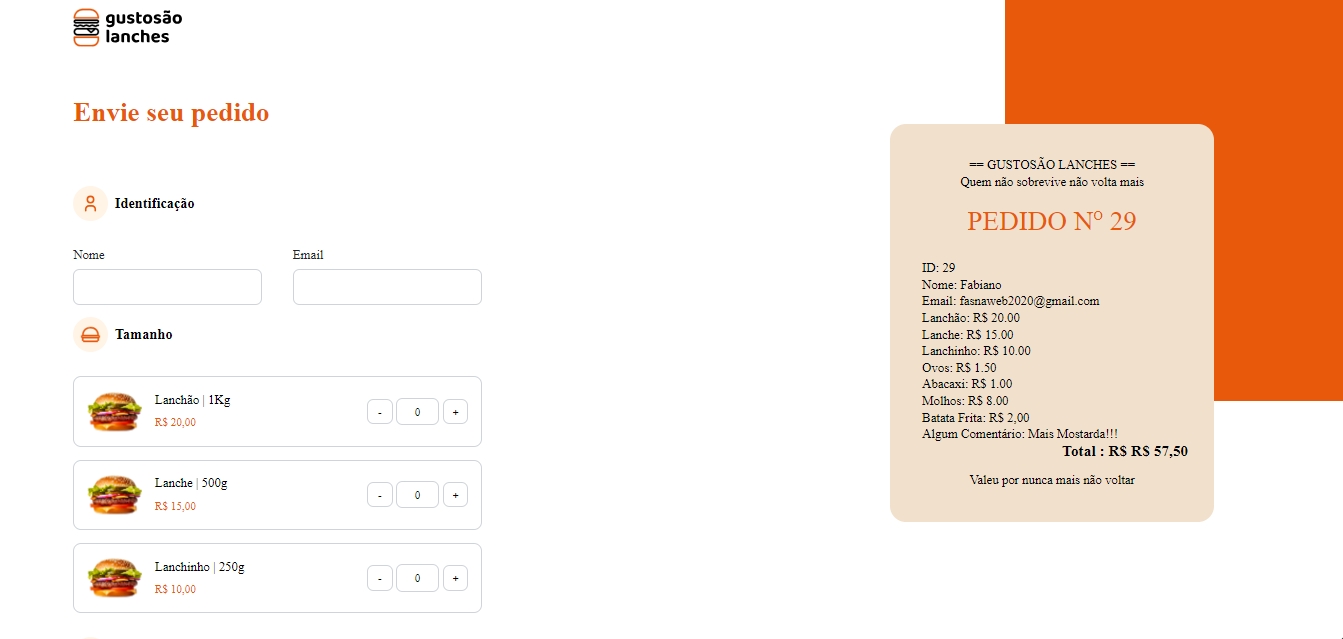 gustosão
lanches
Envie seu pedido
Identificação
Nome
Email
Tamanho
Lanchão | 1Kg
R$ 20,00
-
0
+
Lanche | 500g
R$ 15,00
-
0
+
Lanchinho | 250g
R$ 10,00
-
0
+
== GUSTOSÃO LANCHES ==
Quem não sobrevive não volta mais
PEDIDO Nº 29
ID: 29
Nome: Fabiano
Email: fasnaweb2020@gmail.com
Lanchão: R$ 20.00
Lanche: R$ 15.00
Lanchinho: R$ 10.00
Ovos: R$ 1.50
Abacaxi: R$ 1.00
Molhos: R$ 8.00
Batata Frita: R$ 2,00
Algum Comentário: Mais Mostarda!!!
Total : R$ R$ 57,50
Valeu por nunca mais não voltar